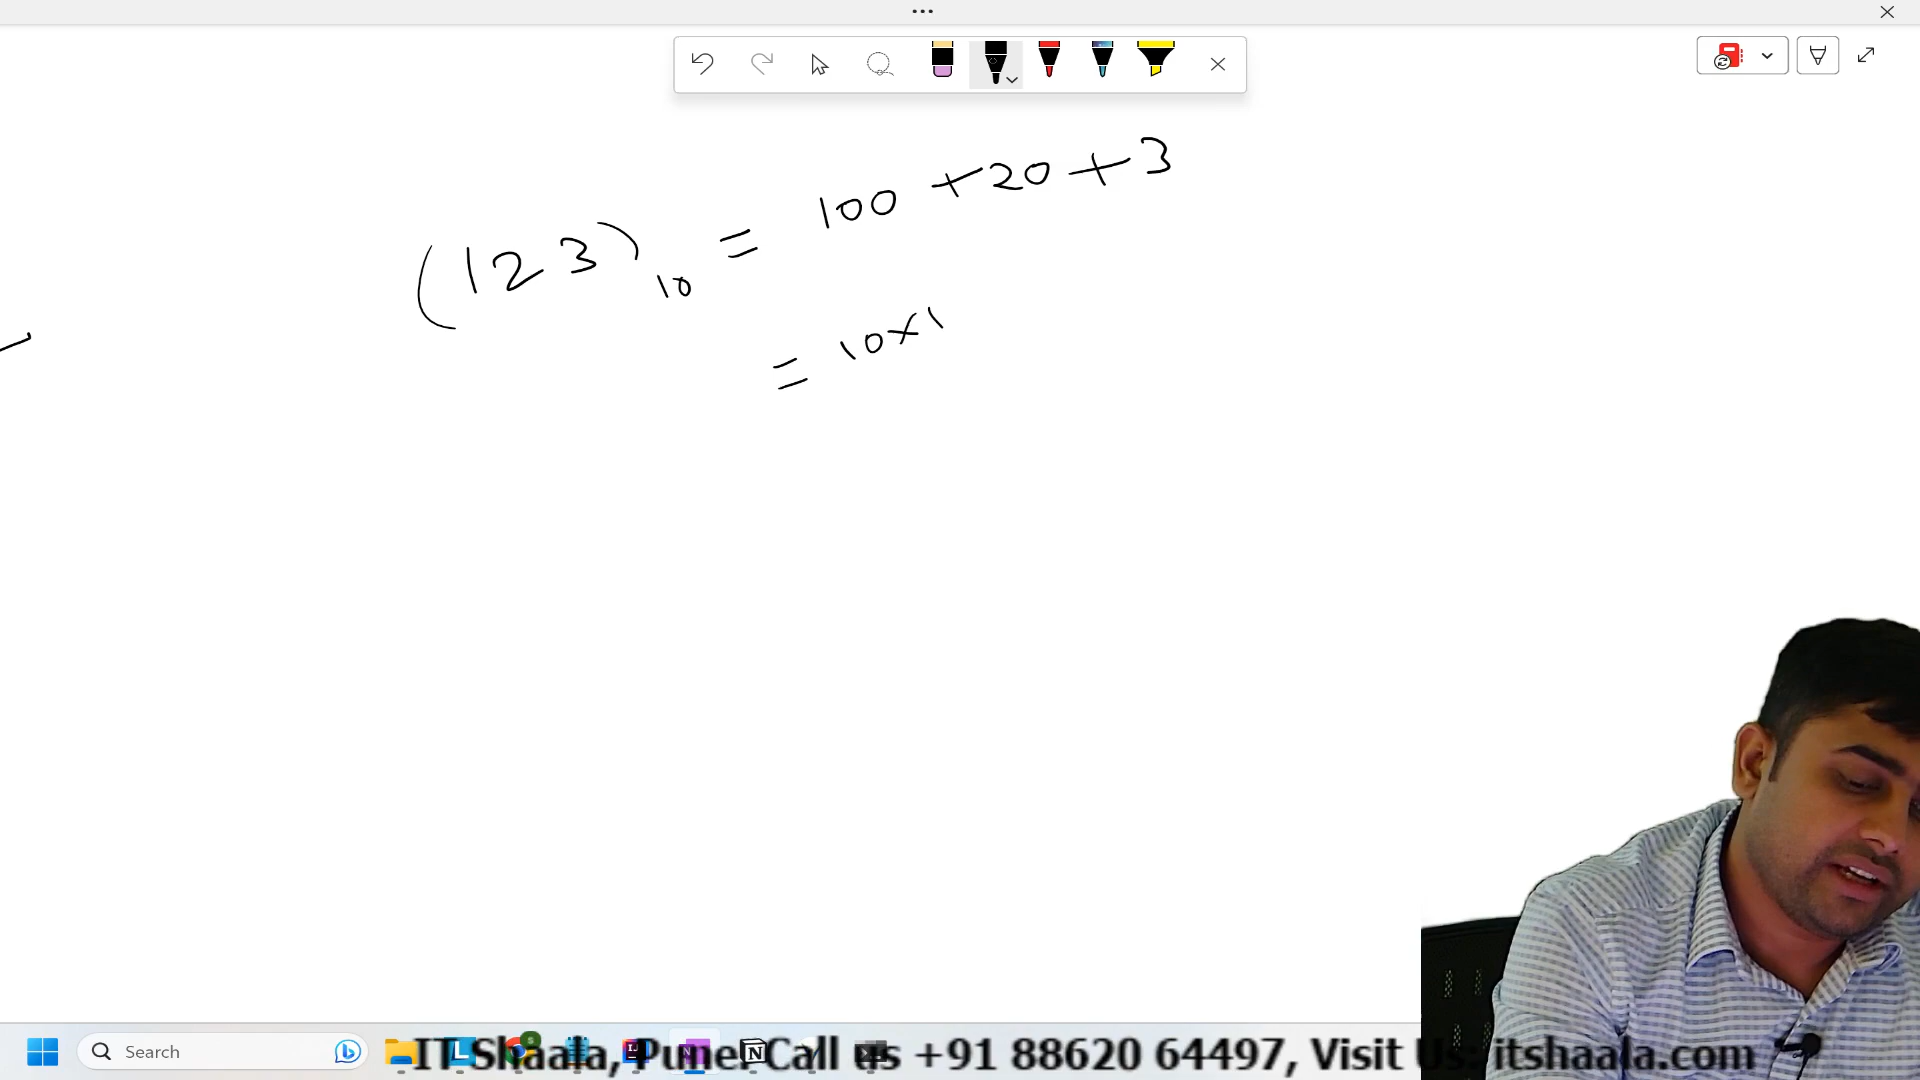 (123)10 = 100 + 20 + 3
= 10×1
Search
IT Shaala, Pune. Call us +91 88620 64497, Visit Us: itshaala.com